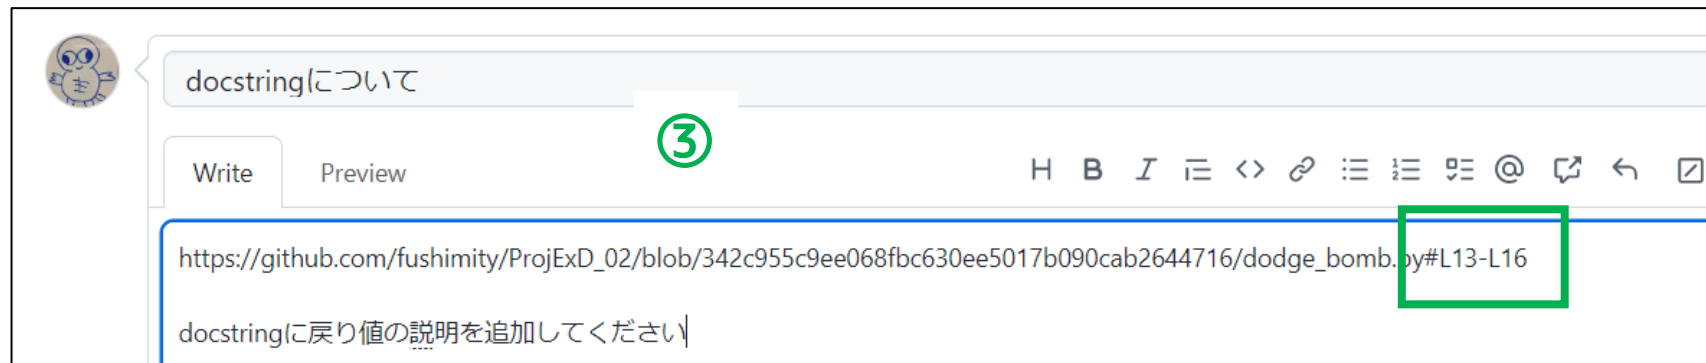 docstringについて
③
Write Preview
https://github.com/fushimity/ProjExD_02/blob/342c955c9ee068fbc630ee5017b090cab2644716/dodge_bomb.py#L13-L16
docstringに戻り値の説明を追加してください